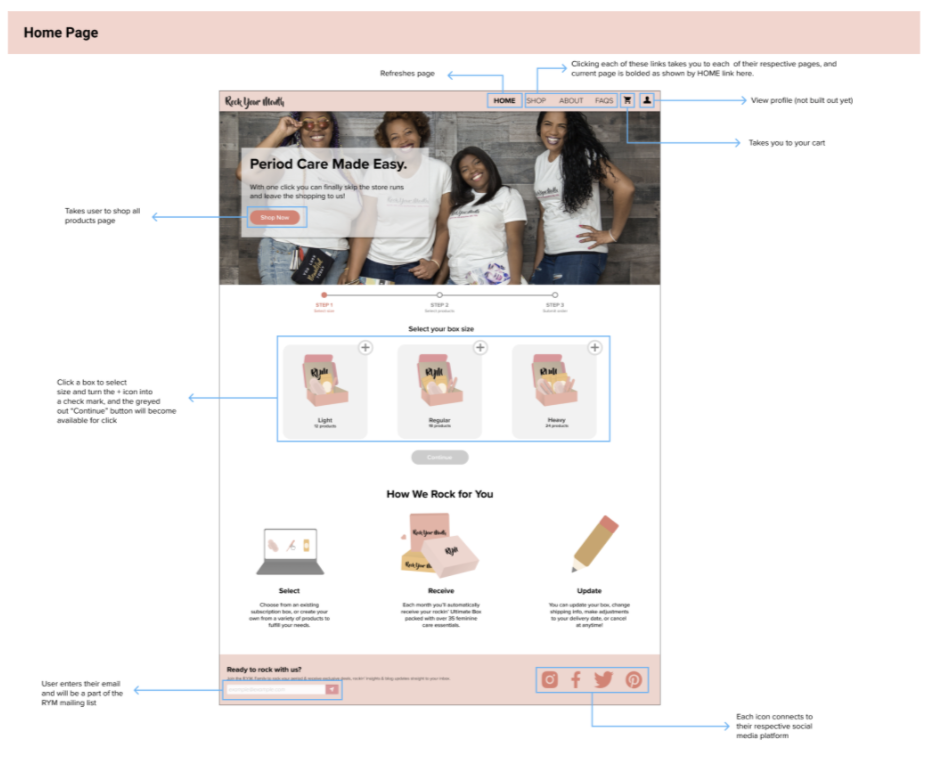 Home Page
Refreshes page
Clicking each of these links takes you to each of their respective pages, and
current page is bolded as shown by HOME link here.
Rock Your Month
HOME SHOP ABOUT FAQS
View profile (not built out yet)
Takes you to your cart
Period Care Made Easy.
With one click you can finally skip the store runs
and leave the shopping to us!
Shop Now
Takes user to shop all
products page
STEP 1 STEP 2 STEP 3
Select size Select products Submit order
Select your box size
Click a box to select
size and turn the + icon into
a check mark, and the greyed
out "Continue" button will become
available for click
RYM RYM RYM
Light Regular Heavy
12 products 18 products 24 products
Continue
How We Rock for You
Rock Your Month
RYM
Select
Choose from an existing
subscription box, or create your
own from a variety of products to
fulfill your needs.
Receive
Each month you'll automatically
receive your rockin' Ultimate Box
packed with over 35 feminine
care essentials.
Update
You can update your box, change
shipping info, make adjustments
to your delivery date, or cancel
at anytime!
Ready to rock with us?
User enters their email
and will be a part of the
RYM mailing list
Each icon connects to
their respective social
media platform